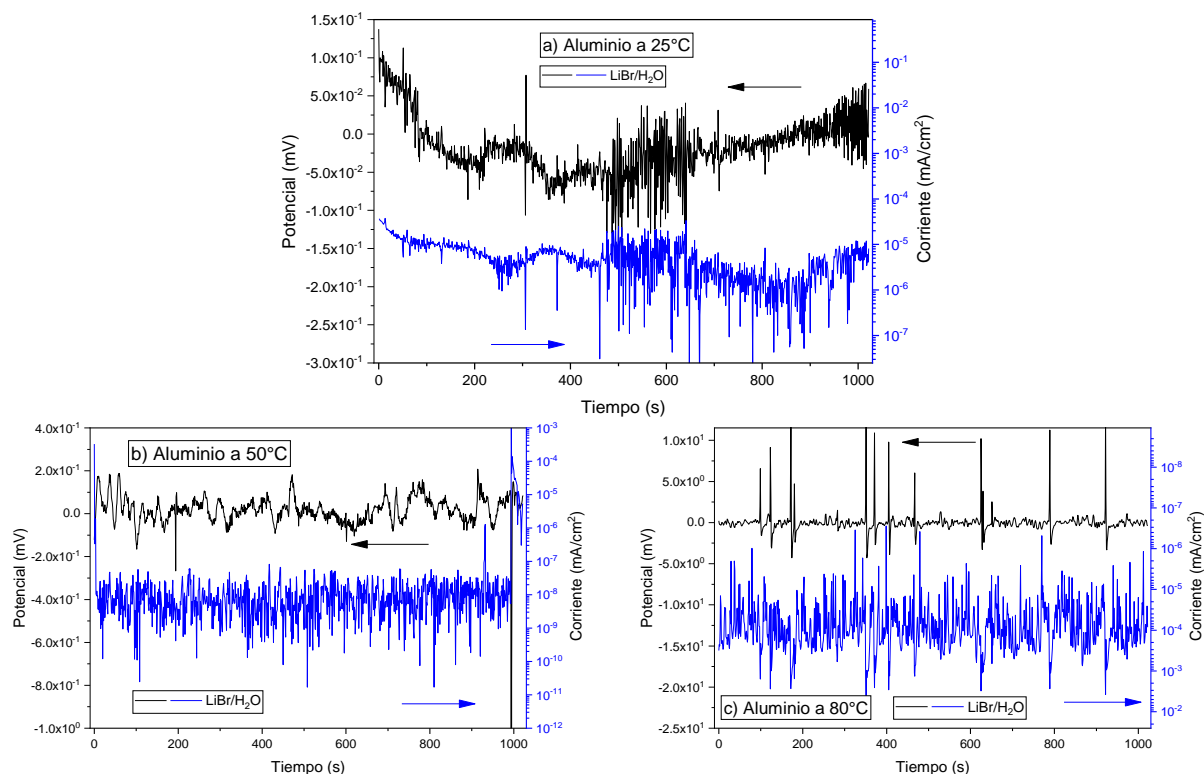 a) Aluminio a 25°C
LiBr/H2O
1.5x10⁻¹
1.0x10⁻¹
5.0x10⁻²
0.0
-5.0x10⁻²
-1.0x10⁻¹
-1.5x10⁻¹
-2.0x10⁻¹
-2.5x10⁻¹
-3.0x10⁻¹
Potencial (mV)
10⁻¹
10⁻²
10⁻³
10⁻⁴
10⁻⁵
10⁻⁶
10⁻⁷
Corriente (mA/cm²)
0 200 400 600 800 1000
Tiempo (s)
b) Aluminio a 50°C
LiBr/H₂O
4.0x10⁻¹
2.0x10⁻¹
0.0
-2.0x10⁻¹
-4.0x10⁻¹
-6.0x10⁻¹
-8.0x10⁻¹
-1.0x10⁰
Potencial (mV)
10⁻³
10⁻⁴
10⁻⁵
10⁻⁶
10⁻⁷
10⁻⁸
10⁻⁹
10⁻¹⁰
10⁻¹¹
10⁻¹²
Corriente (mA/cm²)
0 200 400 600 800 1000
Tiempo (s)
c) Aluminio a 80°C
LiBr/H₂O
1.0x10¹
5.0x10⁰
0.0
-5.0x10⁰
-1.0x10¹
-1.5x10¹
-2.0x10¹
-2.5x10¹
Potencial (mV)
10⁻⁸
10⁻⁷
10⁻⁶
10⁻⁵
10⁻⁴
10⁻³
10⁻²
Corriente (mA/cm²)
0 200 400 600 800 1000
Tiempo (s)